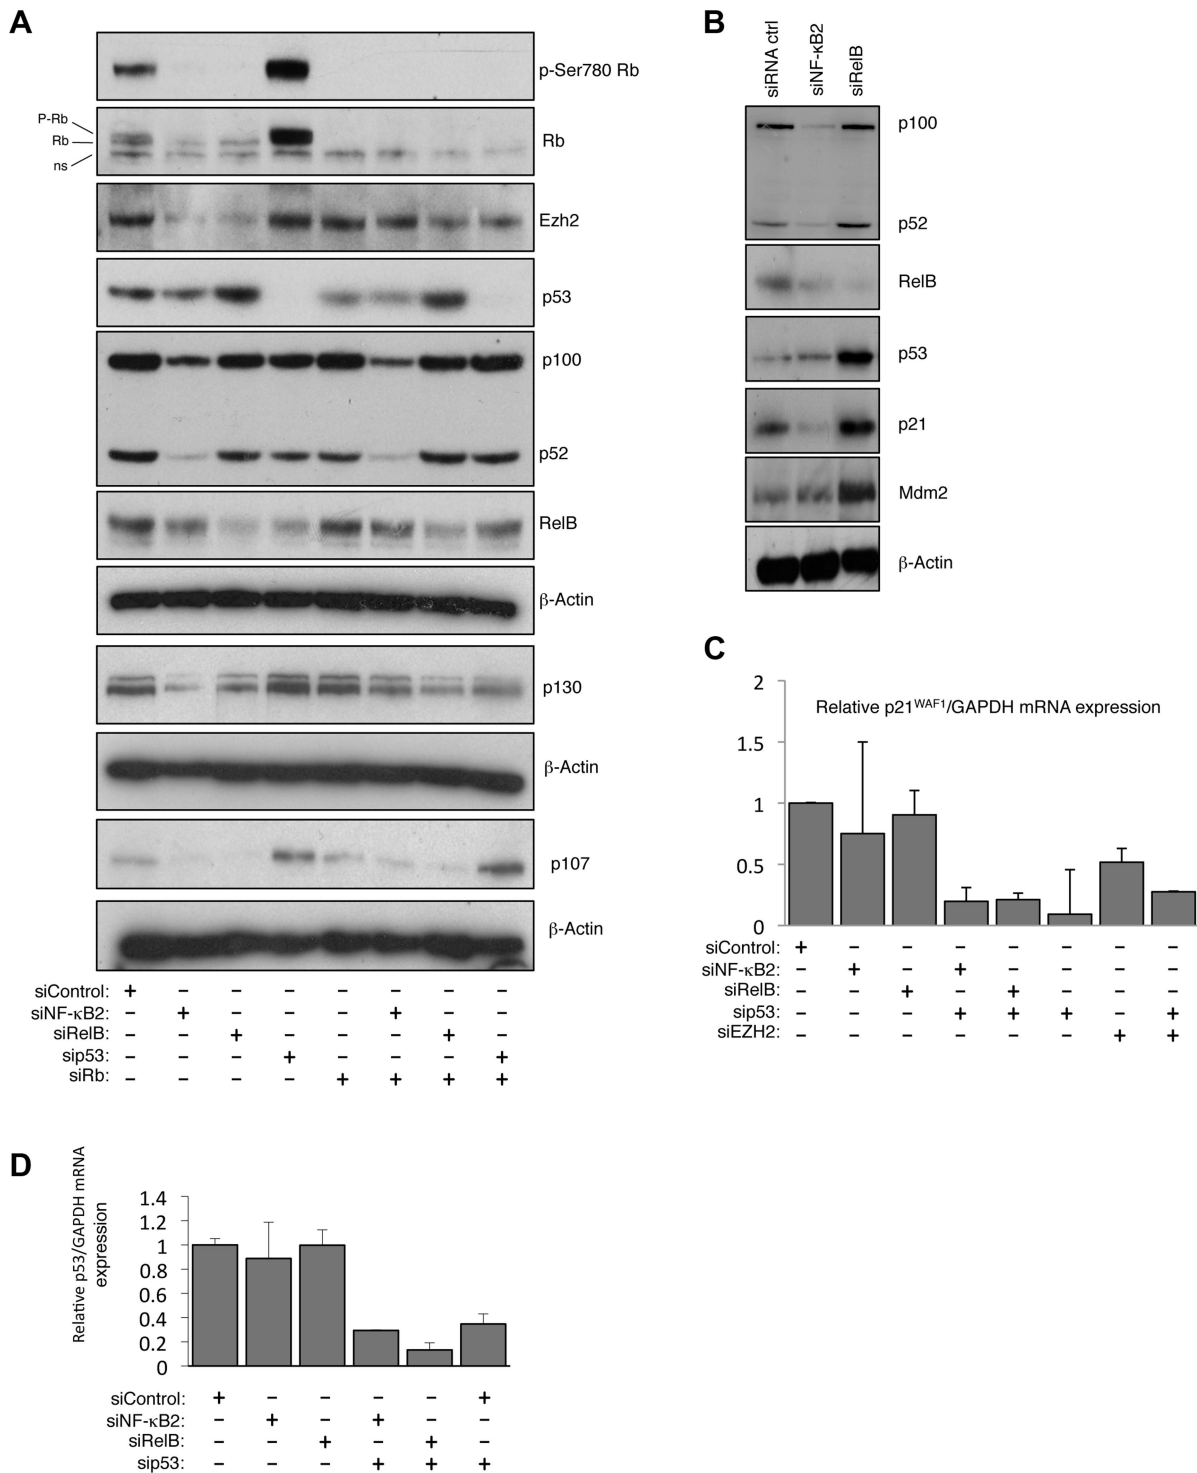 A
p-Ser780 Rb
P-Rb
Rb
ns
Rb
Ezh2
p53
p100
p52
RelB
β-Actin
p130
β-Actin
p107
β-Actin
siControl: + − − − − − − −
siNF-κB2: − + − − − + − −
siRelB: − − + − − − + −
sip53: − − − + − − − +
siRb: − − − − + + + +
B
siRNA ctrl
siNF-κB2
siRelB
p100
p52
RelB
p53
p21
Mdm2
β-Actin
C
Relative p21WAF1/GAPDH mRNA expression
2
1.5
1
0.5
0
siControl: + − − − − − − −
siNF-κB2: − + − + − − − −
siRelB: − − + − + − − −
sip53: − − − + + + − +
siEZH2: − − − − − − + +
D
Relative p53/GAPDH mRNA
expression
1.4
1.2
1
0.8
0.6
0.4
0.2
0
siControl: + − − − − +
siNF-κB2: − + − + − −
siRelB: − − + − + −
sip53: − − − + + +